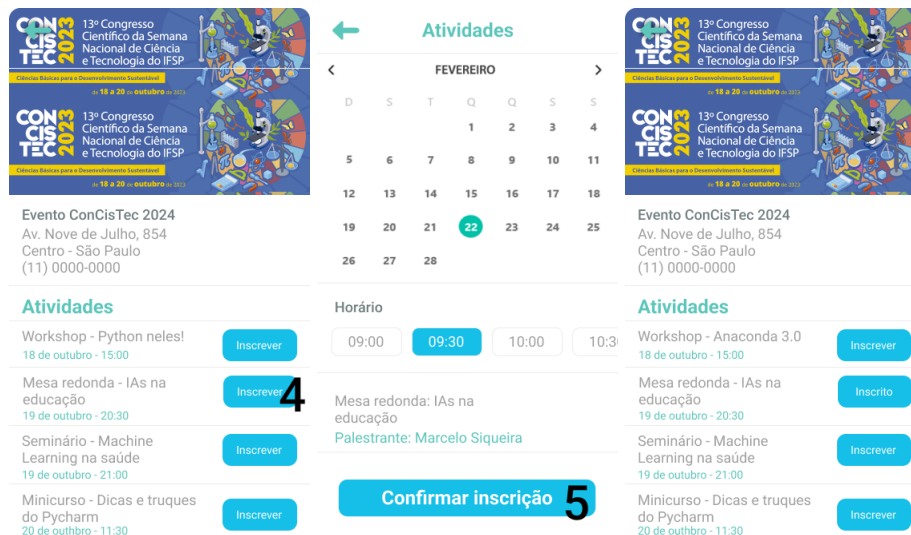 CON
CIS
TEC
2023
13º Congresso
Científico da Semana
Nacional de Ciência
e Tecnologia do IFSP
Ciências Básicas para o Desenvolvimento Sustentável
de 18 a 20 de outubro de 2023
CON
CIS
TEC
2023
13º Congresso
Científico da Semana
Nacional de Ciência
e Tecnologia do IFSP
Ciências Básicas para o Desenvolvimento Sustentável
de 18 a 20 de outubro de 2023
Evento ConCisTec 2024
Av. Nove de Julho, 854
Centro - São Paulo
(11) 0000-0000
Atividades
Workshop - Python neles!
18 de outubro - 15:00
Inscrever
Mesa redonda - IAs na
educação
19 de outubro - 20:30
Inscrever
4
Seminário - Machine
Learning na saúde
19 de outubro - 21:00
Inscrever
Minicurso - Dicas e truques
do Pycharm
20 de outhbro - 11:30
Inscrever
Atividades
< FEVEREIRO >
D S T Q Q S S
1 2 3 4
5 6 7 8 9 10 11
12 13 14 15 16 17 18
19 20 21 22 23 24 25
26 27 28
Horário
09:00 09:30 10:00 10:3
Mesa redonda: IAs na
educação
Palestrante: Marcelo Siqueira
Confirmar inscrição 5
CON
CIS
TEC
2023
13º Congresso
Científico da Semana
Nacional de Ciência
e Tecnologia do IFSP
Ciências Básicas para o Desenvolvimento Sustentável
de 18 a 20 de outubro de 2023
CON
CIS
TEC
2023
13º Congresso
Científico da Semana
Nacional de Ciência
e Tecnologia do IFSP
Ciências Básicas para o Desenvolvimento Sustentável
de 18 a 20 de outubro de 2023
Evento ConCisTec 2024
Av. Nove de Julho, 854
Centro - São Paulo
(11) 0000-0000
Atividades
Workshop - Anaconda 3.0
18 de outubro - 15:00
Inscrever
Mesa redonda - IAs na
educação
19 de outubro - 20:30
Inscrito
Seminário - Machine
Learning na saúde
19 de outubro - 21:00
Inscrever
Minicurso - Dicas e truques
do Pycharm
20 de outhbro - 11:30
Inscrever